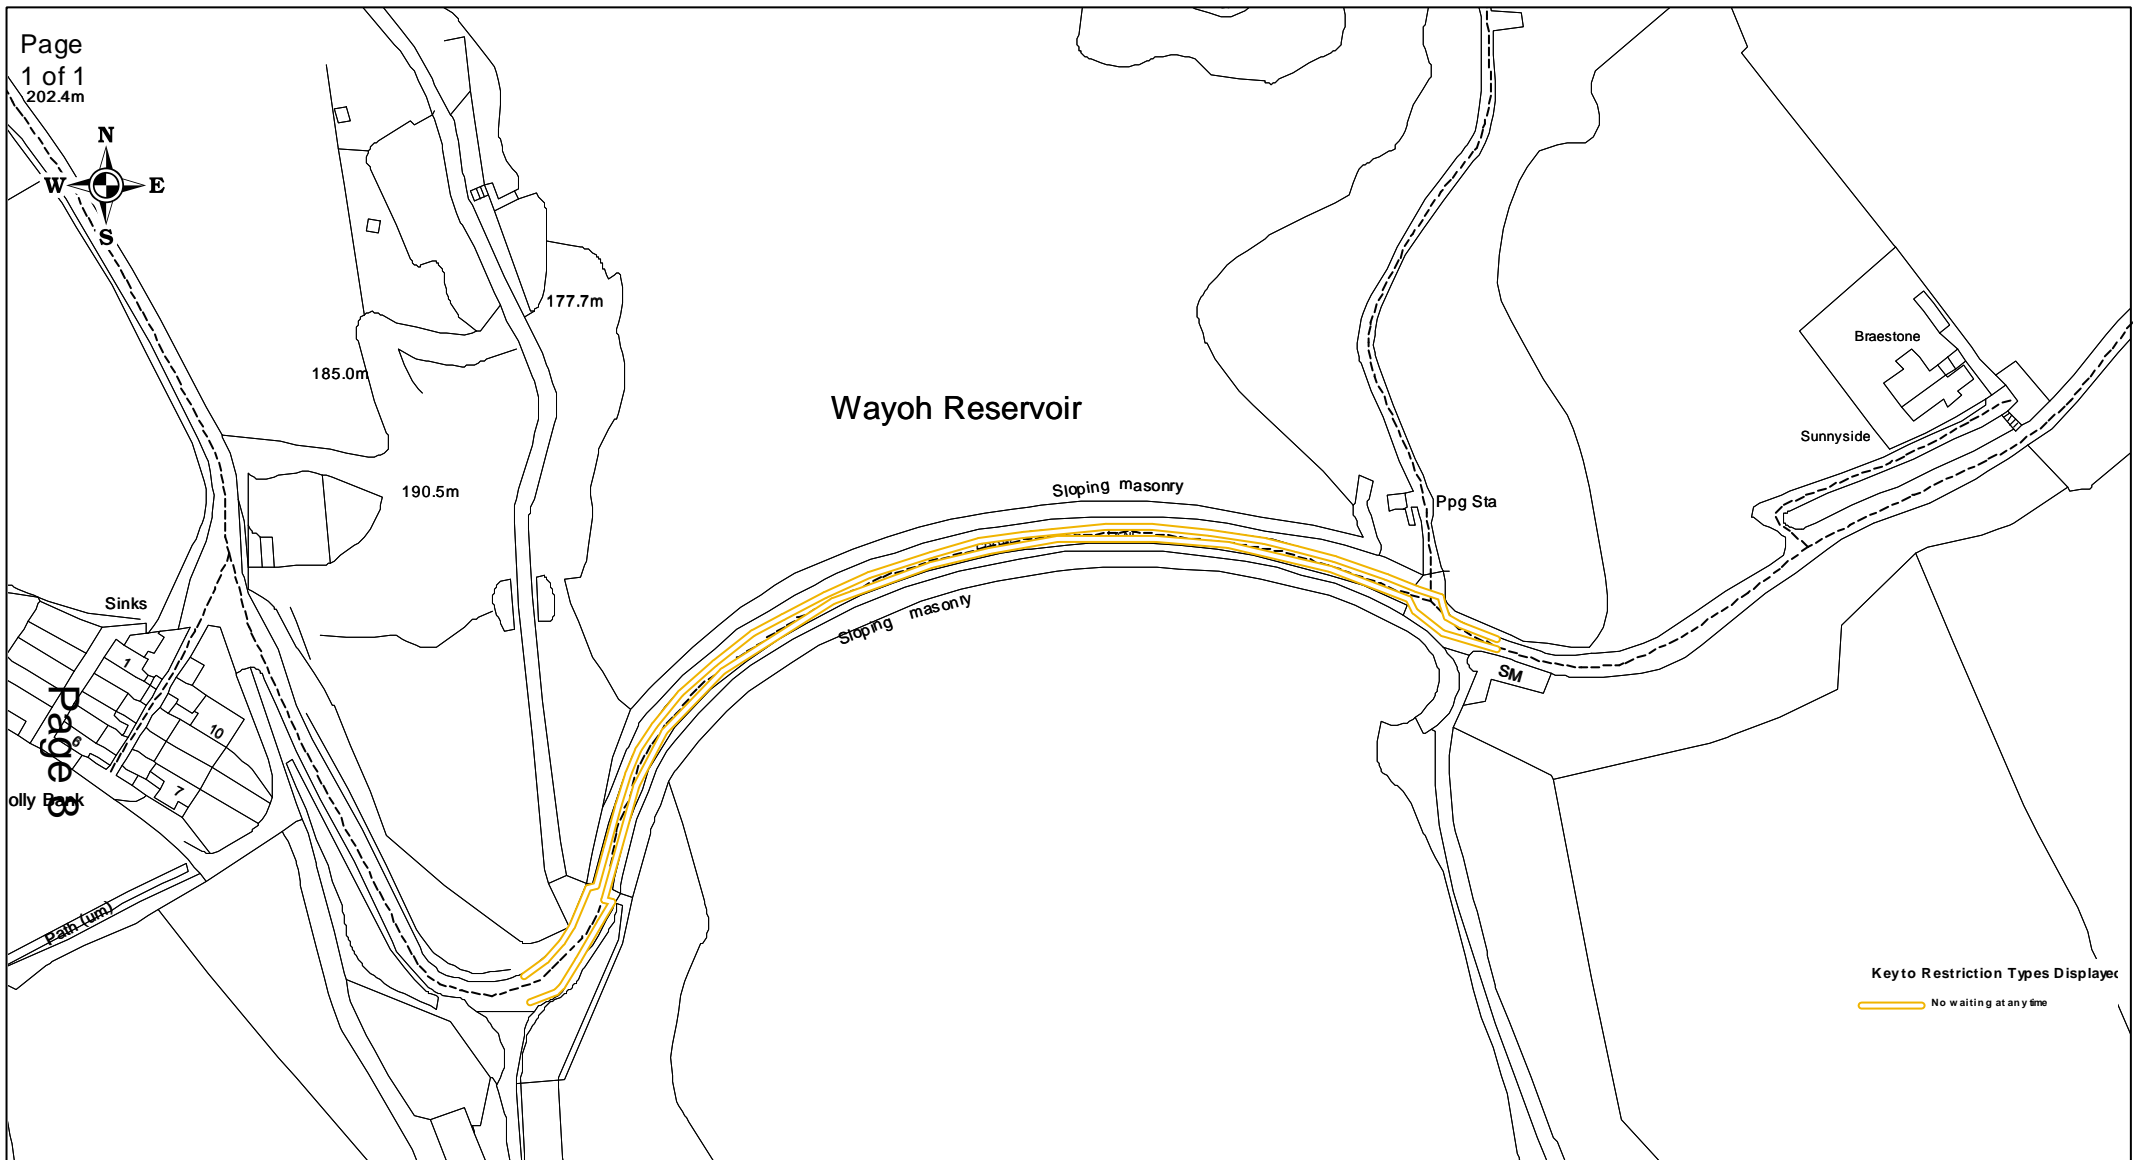 Page
1 of 1
202.4m
N
W E
S
177.7m
185.0m
Braestone
Wayoh Reservoir
Sunnyside
190.5m
Sloping masonry
Ppg Sta
Sinks
Sloping masonry
1
SM
Page B
10
6
7
olly Bank
Path (um)
Key to Restriction Types Displayed
No waiting at any time